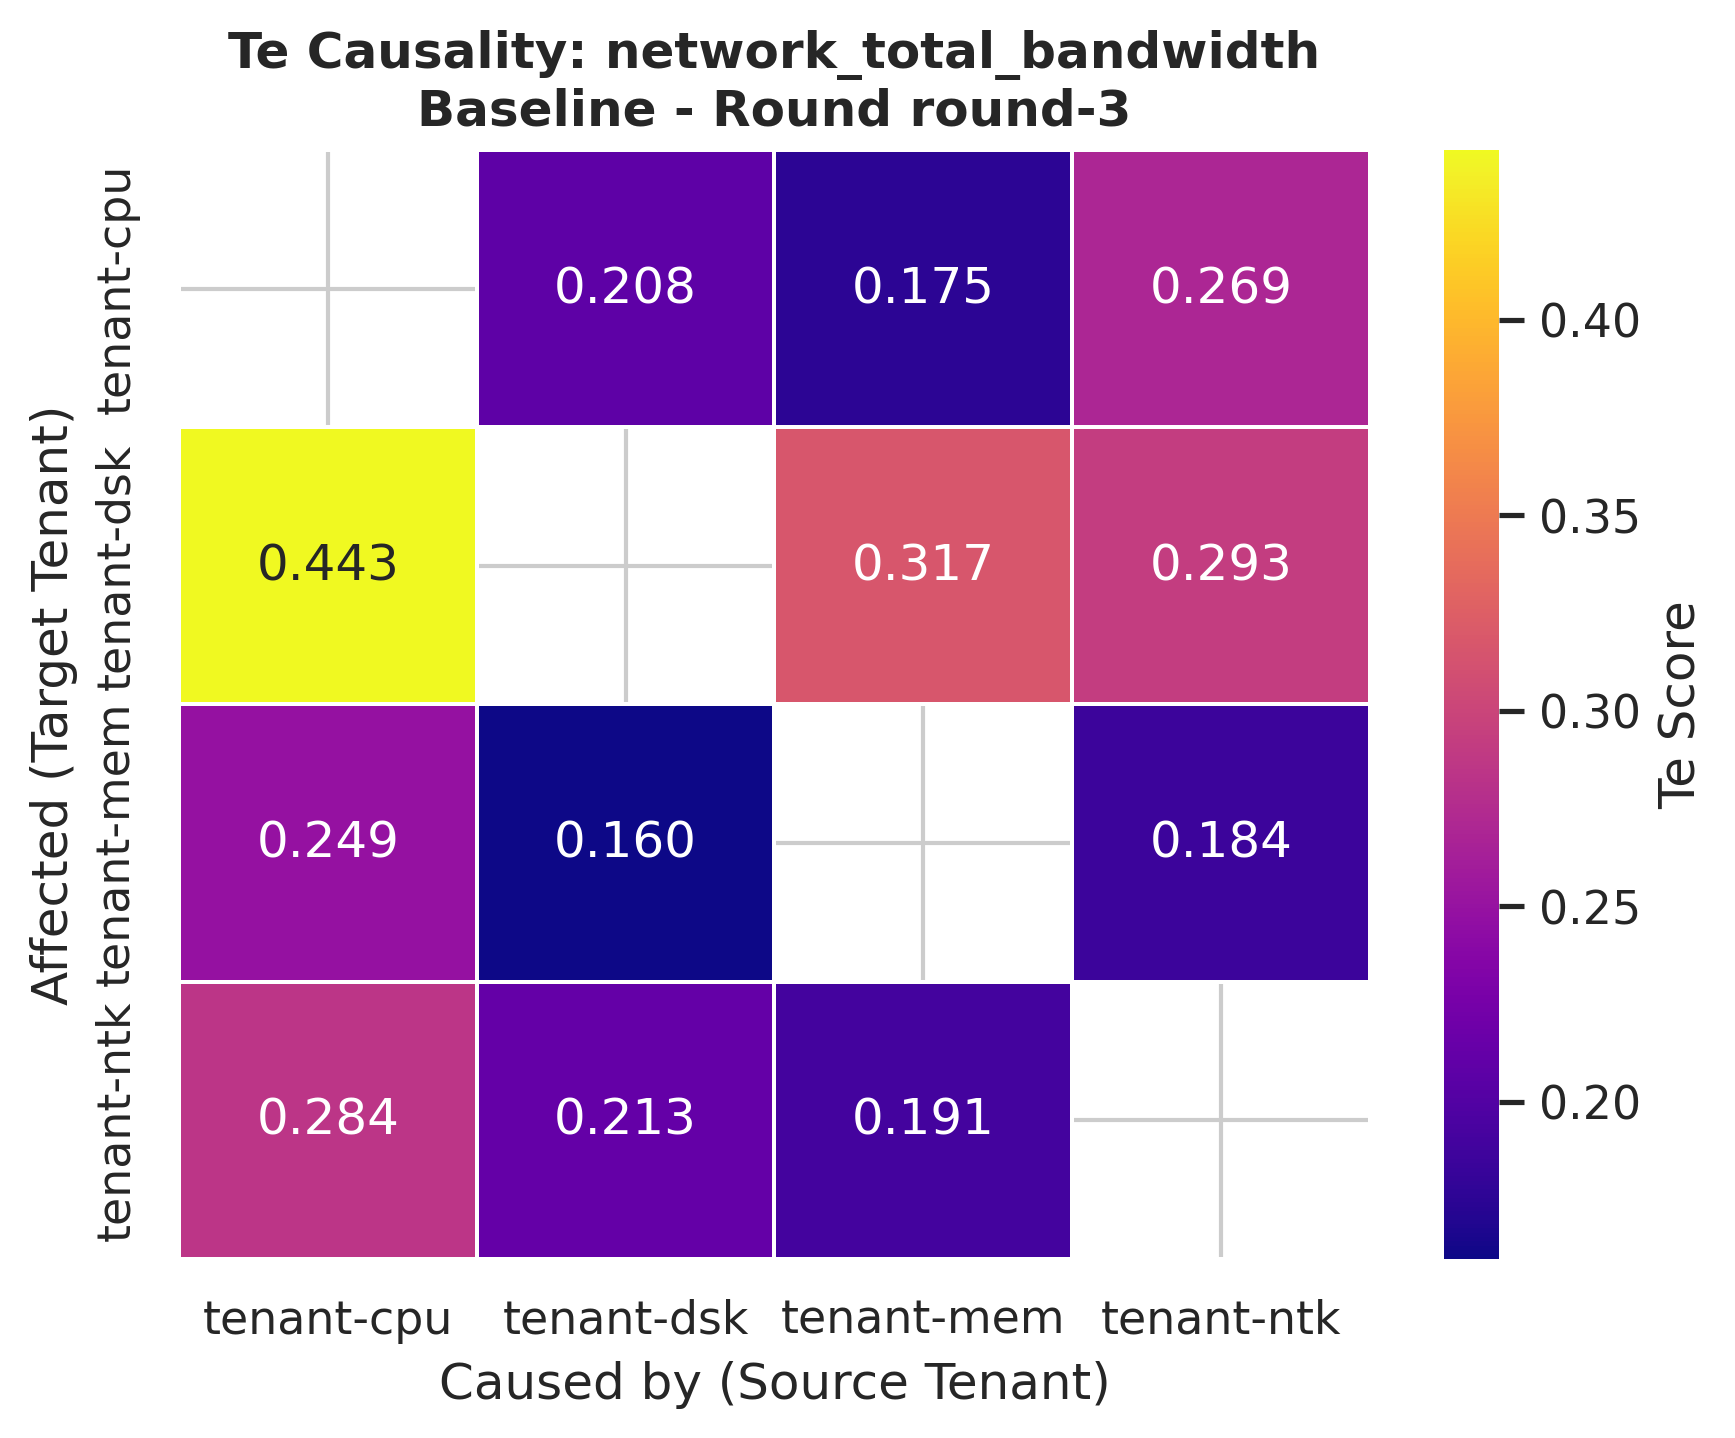 Te Causality: network_total_bandwidth
Baseline - Round round-3
Affected (Target Tenant)
tenant-cpu
0.208 0.175 0.269
tenant-dsk
0.443 0.317 0.293
tenant-mem
0.249 0.160 0.184
tenant-ntk
0.284 0.213 0.191
tenant-cpu tenant-dsk tenant-mem tenant-ntk
Caused by (Source Tenant)
0.40
0.35
0.30
0.25
0.20
Te Score